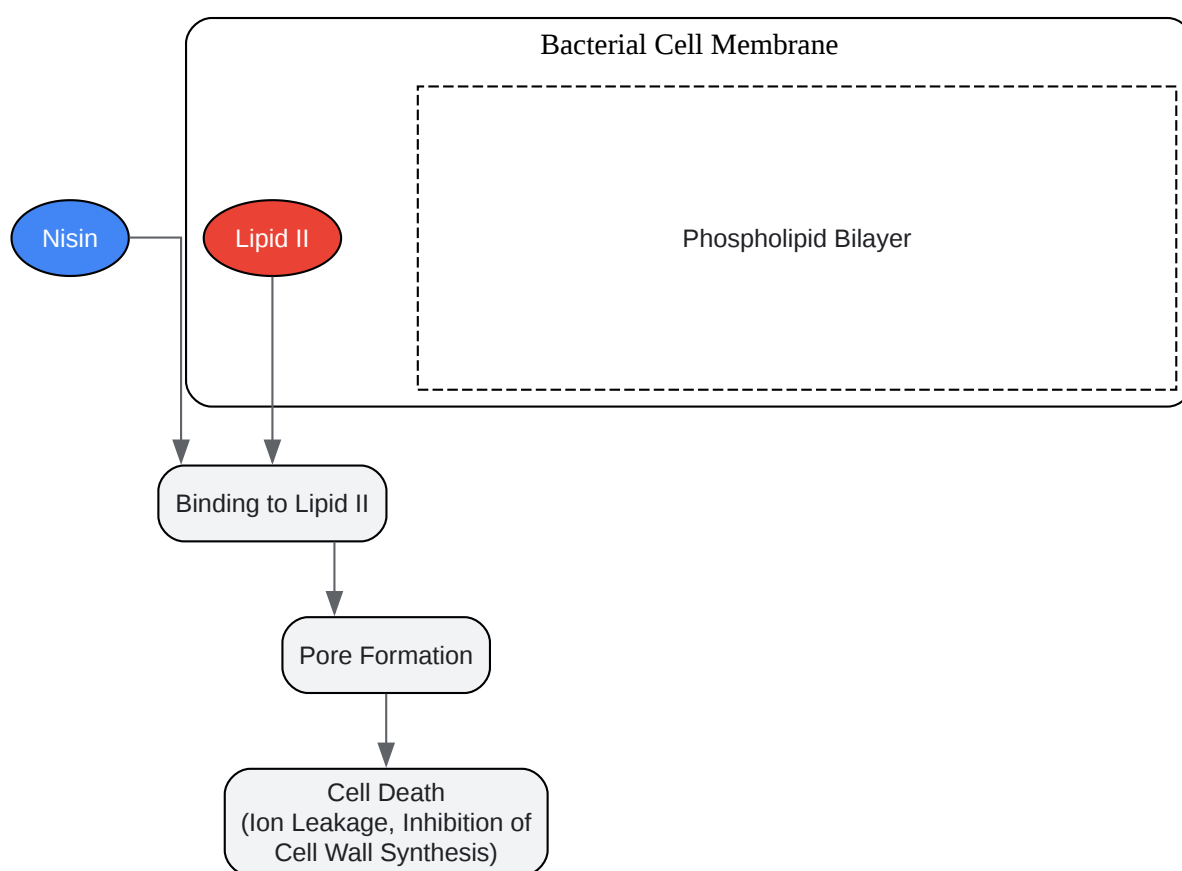 Bacterial Cell Membrane
Nisin
Lipid II
Phospholipid Bilayer
Binding to Lipid II
Pore Formation
Cell Death
(Ion Leakage, Inhibition of
Cell Wall Synthesis)